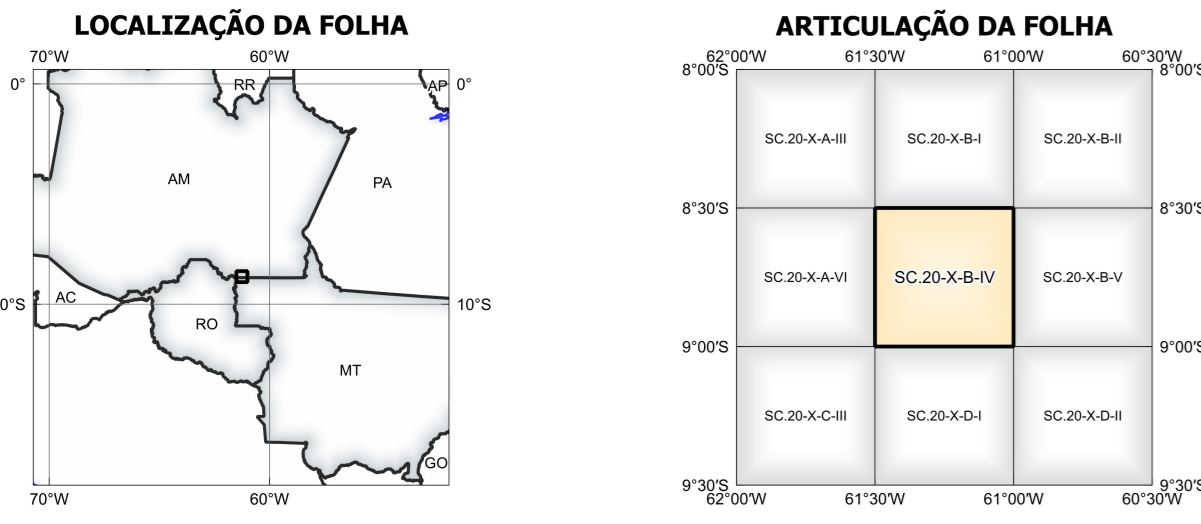 LOCALIZAÇÃO DA FOLHA
70°W 60°W
0° RR AP 0°
AM PA
AC
0°S 10°S
RO
MT
GO
70°W 60°W
ARTICULAÇÃO DA FOLHA
62°00'W 61°30'W 61°00'W 60°30'W
8°00'S 8°00'S
SC.20-X-A-III SC.20-X-B-I SC.20-X-B-II
8°30'S 8°30'S
SC.20-X-A-VI SC.20-X-B-IV SC.20-X-B-V
9°00'S 9°00'S
SC.20-X-C-III SC.20-X-D-I SC.20-X-D-II
9°30'S 9°30'S
62°00'W 61°30'W 61°00'W 60°30'W